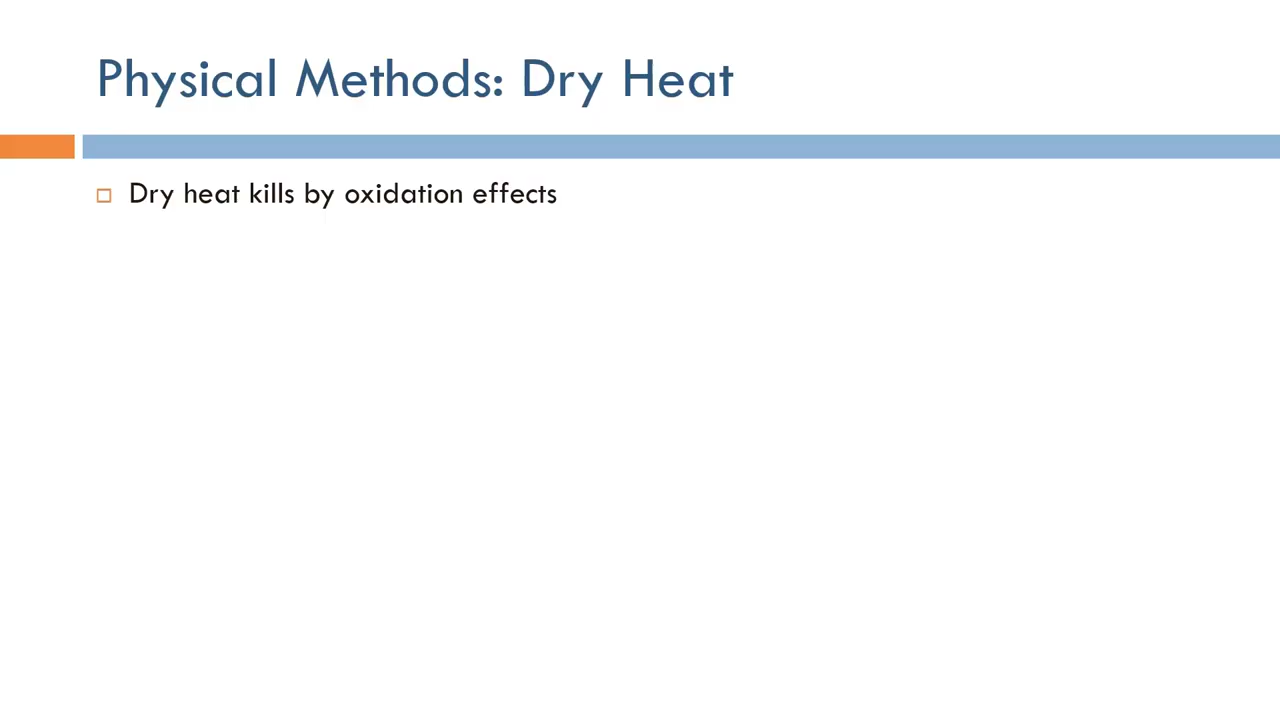 Physical Methods: Dry Heat
Dry heat kills by oxidation effects